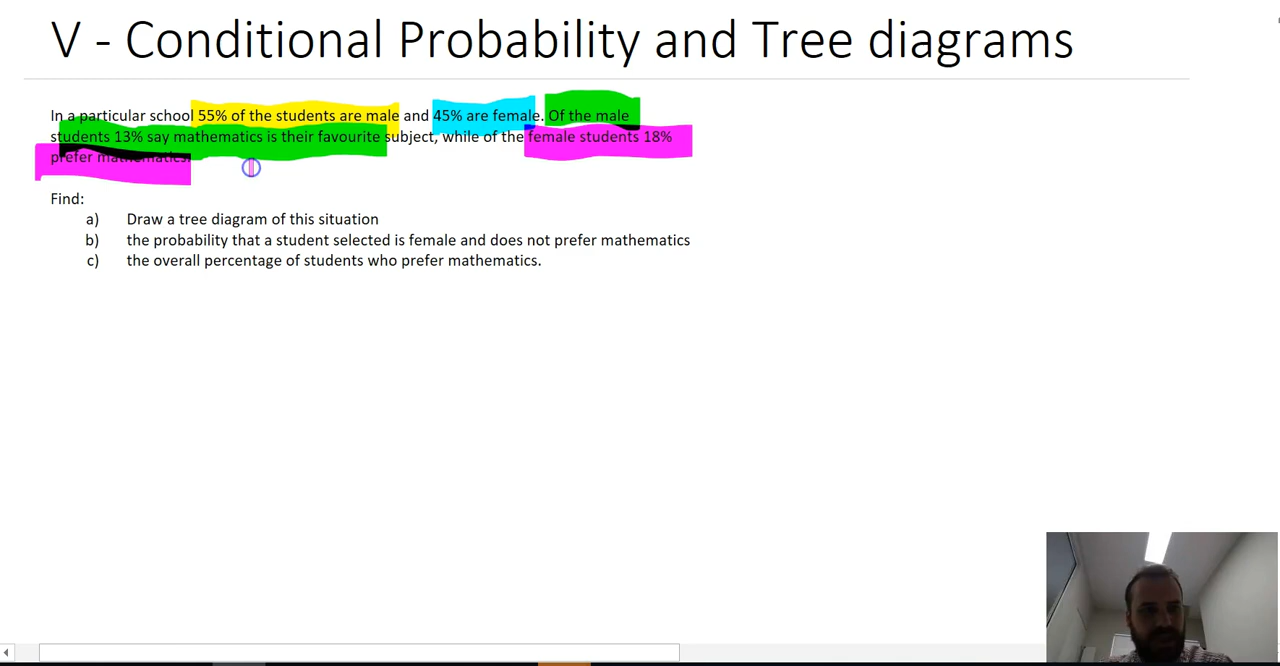 V - Conditional Probability and Tree diagrams
In a particular school 55% of the students are male and 45% are female. Of the male
students 13% say mathematics is their favourite subject, while of the female students 18%
prefer mathematics.
Find:
a) Draw a tree diagram of this situation
b) the probability that a student selected is female and does not prefer mathematics
c) the overall percentage of students who prefer mathematics.